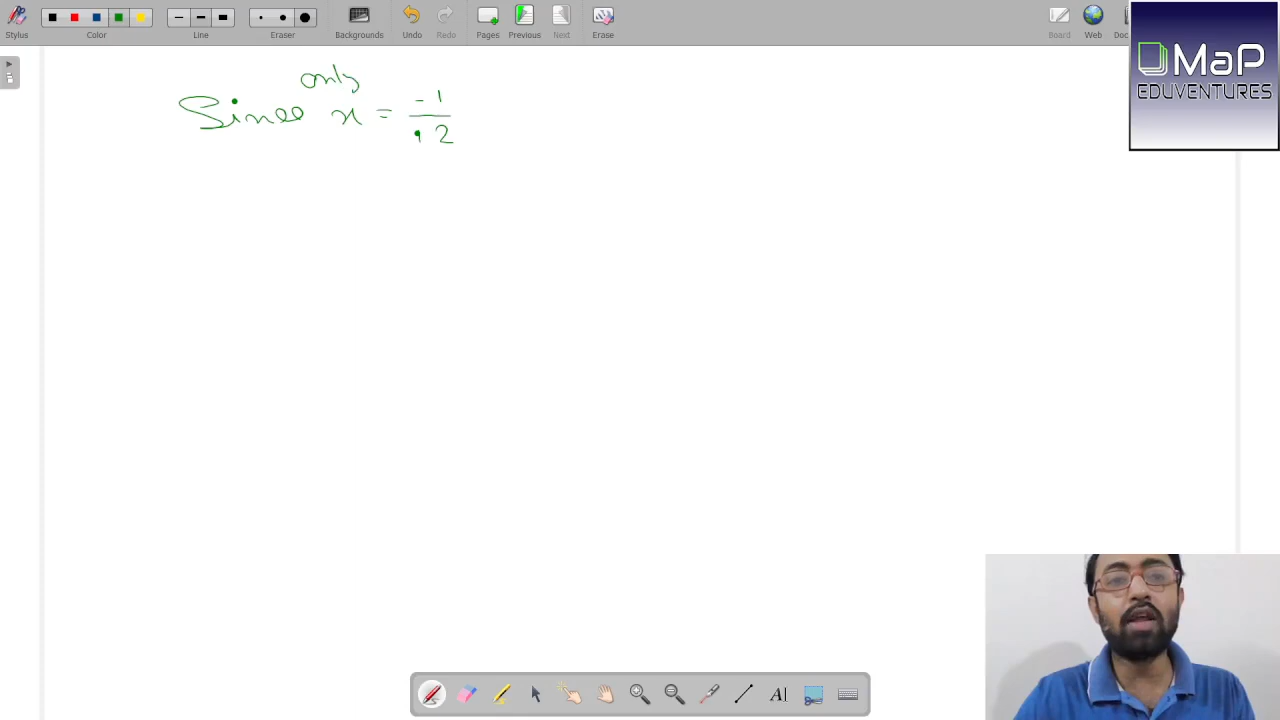 Stylus
Color
Line
Eraser
Backgrounds
Undo
Redo
Pages
Previous
Next
Erase
Board
Web
MaP
EDUVENTURES
only
Since x = -1/2
AI